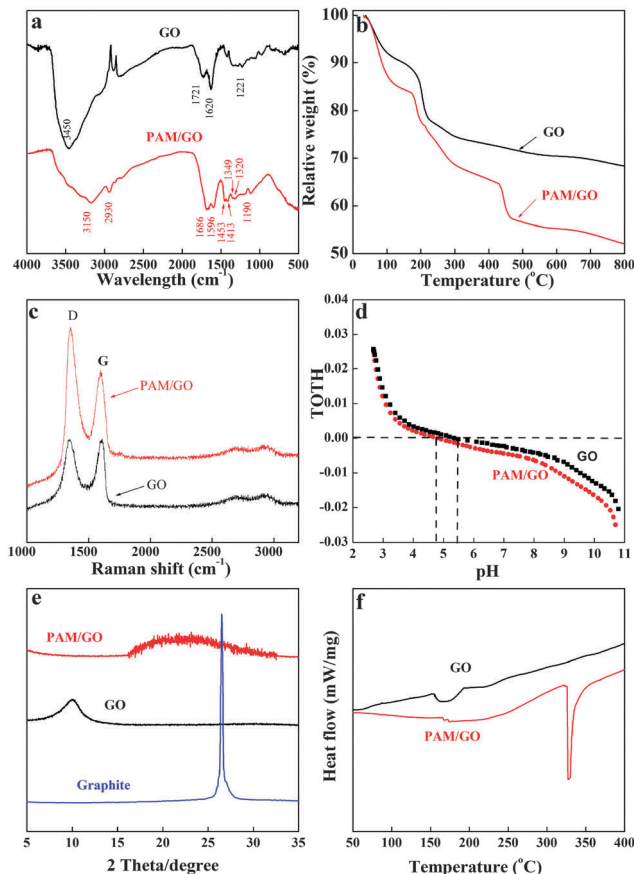 a
GO
3450
1721
1620
1221
PAM/GO
3150
2930
1686
1596
1453
1413
1349
1320
1190
4000 3500 3000 2500 2000 1500 1000 500
Wavelength (cm-1)
b
Relative weight (%)
100
90
80
70
60
50
GO
PAM/GO
0 100 200 300 400 500 600 700 800
Temperature (oC)
c
D
G
PAM/GO
GO
1000 1500 2000 2500 3000
Raman shift (cm-1)
d
TOTH
0.04
0.03
0.02
0.01
0.00
-0.01
-0.02
-0.03
GO
PAM/GO
2 3 4 5 6 7 8 9 10 11
pH
e
PAM/GO
GO
Graphite
5 10 15 20 25 30 35
2 Theta/degree
f
Heat flow (mW/mg)
GO
PAM/GO
50 100 150 200 250 300 350 400
Temperature (oC)